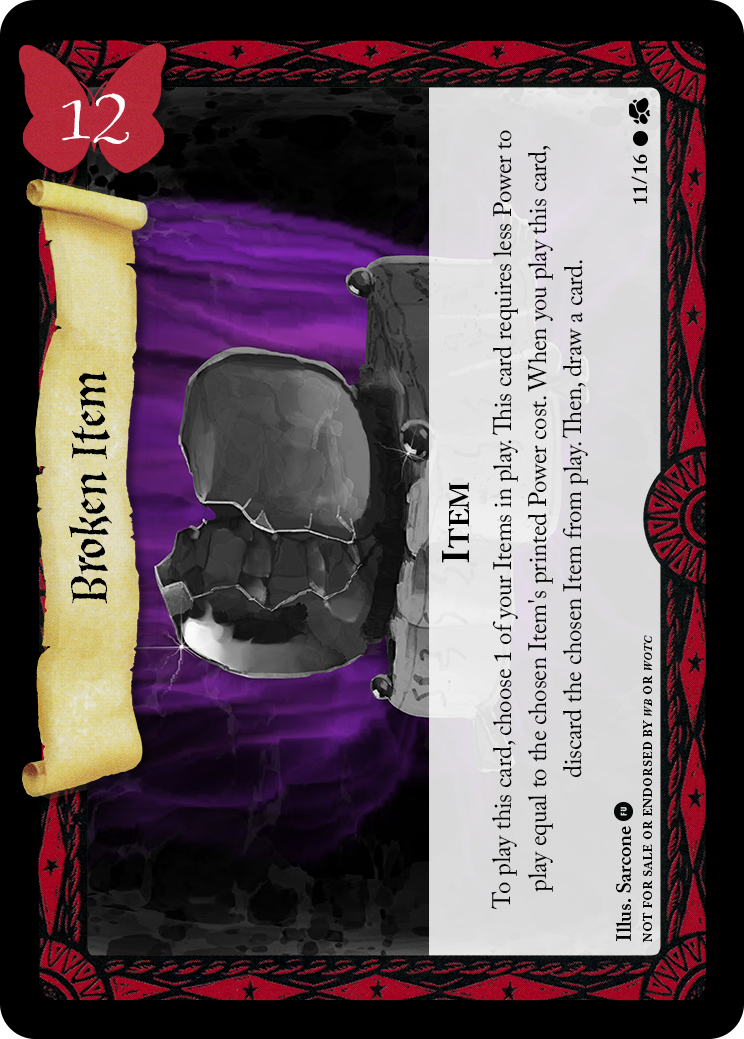 12
Broken Item
ITEM
To play this card, choose 1 of your Items in play. This card requires less Power to
play equal to the chosen Item's printed Power cost. When you play this card,
discard the chosen Item from play. Then, draw a card.
Illus. Sarcone FU
11/16
NOT FOR SALE OR ENDORSED BY WB OR WOTC